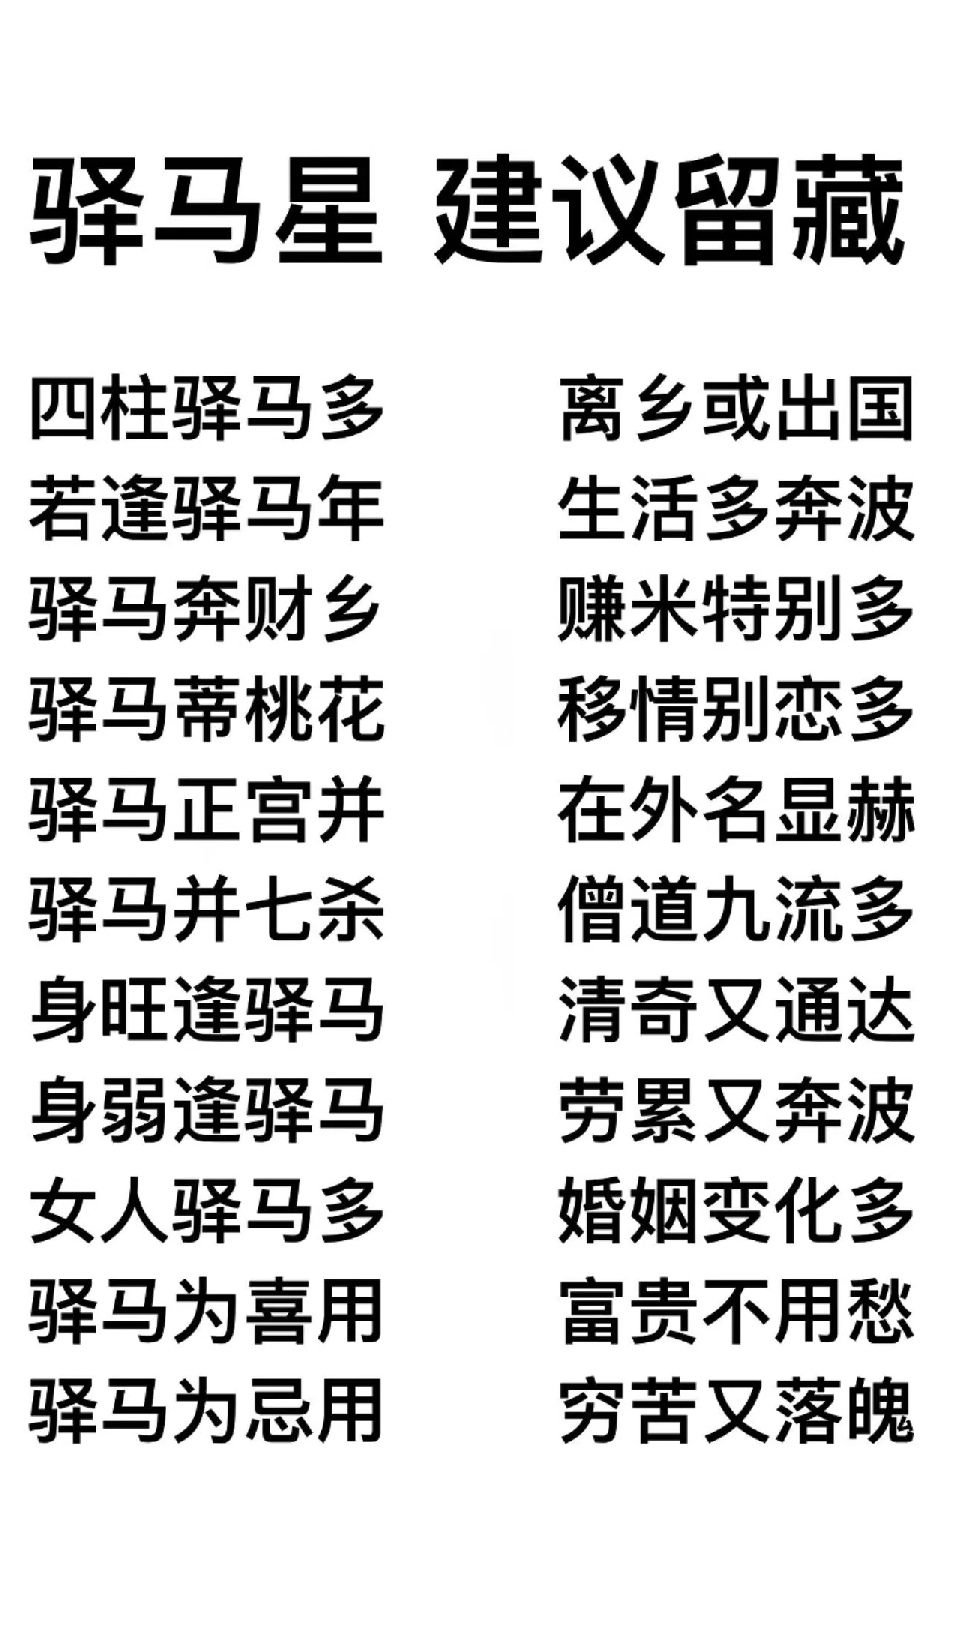 驿马星 建议留藏
四柱驿马多 离乡或出国
若逢驿马年 生活多奔波
驿马奔财乡 赚米特别多
驿马蒂桃花 移情别恋多
驿马正宫并 在外名显赫
驿马并七杀 僧道九流多
身旺逢驿马 清奇又通达
身弱逢驿马 劳累又奔波
女人驿马多 婚姻变化多
驿马为喜用 富贵不用愁
驿马为忌用 穷苦又落魄